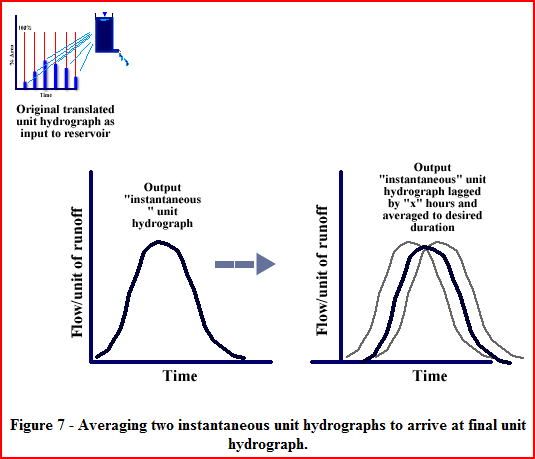 100%
% Area
Time
Original translated
unit hydrograph as
input to reservoir
Output
"instantaneous
" unit
hydrograph
Flow/unit of runoff
Time
Output
"instantaneous" unit
hydrograph lagged
by "x" hours and
averaged to desired
duration
Flow/unit of runoff
Time
Figure 7 - Averaging two instantaneous unit hydrographs to arrive at final unit
hydrograph.